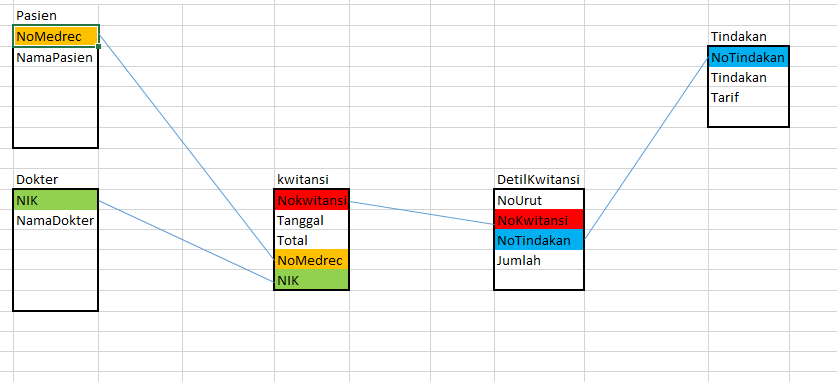 Pasien
NoMedrec
NamaPasien
Tindakan
NoTindakan
Tindakan
Tarif
Dokter
NIK
NamaDokter
kwitansi
Nokwitansi
Tanggal
Total
NoMedrec
NIK
DetilKwitansi
NoUrut
NoKwitansi
NoTindakan
Jumlah